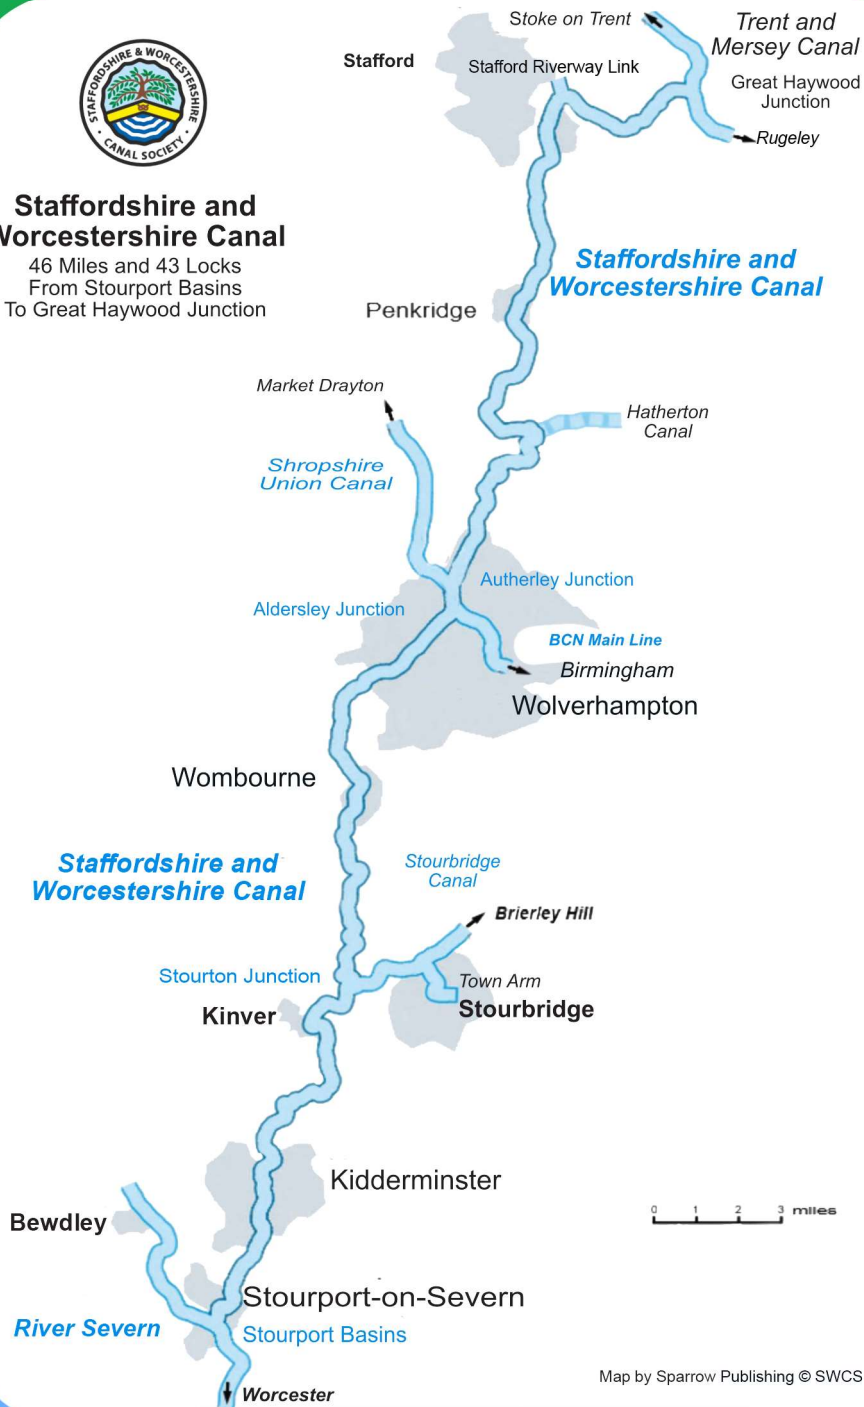 Stoke on Trent
Trent and
Mersey Canal
Stafford
Stafford Riverway Link
Great Haywood
Junction
Rugeley
STAFFORDSHIRE & WORCESTERSHIRE
• CANAL SOCIETY •
Staffordshire and
Worcestershire Canal
46 Miles and 43 Locks
From Stourport Basins
To Great Haywood Junction
Staffordshire and
Worcestershire Canal
Penkridge
Market Drayton
Hatherton
Canal
Shropshire
Union Canal
Autherley Junction
Aldersley Junction
BCN Main Line
Birmingham
Wolverhampton
Wombourne
Staffordshire and
Worcestershire Canal
Stourbridge
Canal
Brierley Hill
Stourton Junction
Town Arm
Stourbridge
Kinver
Kidderminster
Bewdley
0 1 2 3 miles
Stourport-on-Severn
River Severn
Stourport Basins
Map by Sparrow Publishing © SWCS
Worcester